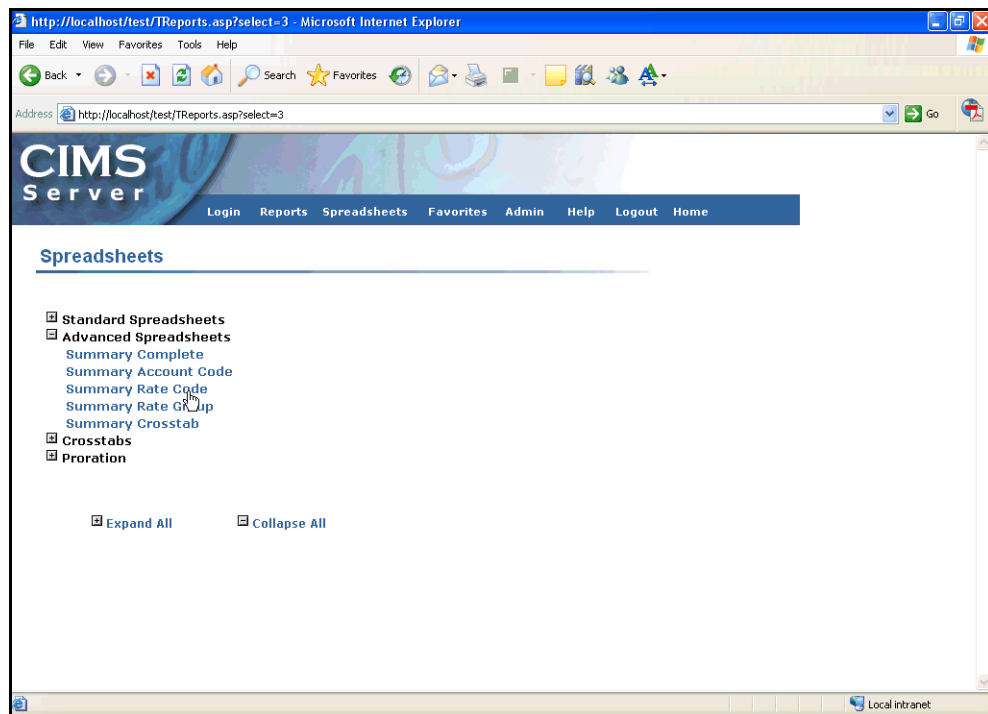 http://localhost/test/TReports.asp?select=3 - Microsoft Internet Explorer
File Edit View Favorites Tools Help
Back Search Favorites
Address http://localhost/test/TReports.asp?select=3 Go
CIMS
Server
Login Reports Spreadsheets Favorites Admin Help Logout Home
Spreadsheets
Standard Spreadsheets
Advanced Spreadsheets
Summary Complete
Summary Account Code
Summary Rate Code
Summary Rate Group
Summary Crosstab
Crosstabs
Proration
Expand All Collapse All
Local intranet